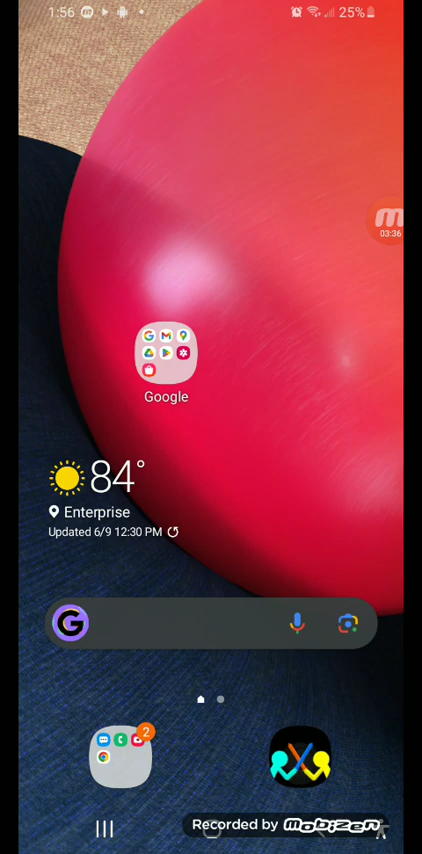 1:56
25%
03:36
Google
84°
Enterprise
Updated 6/9 12:30 PM
2
Recorded by mobizen